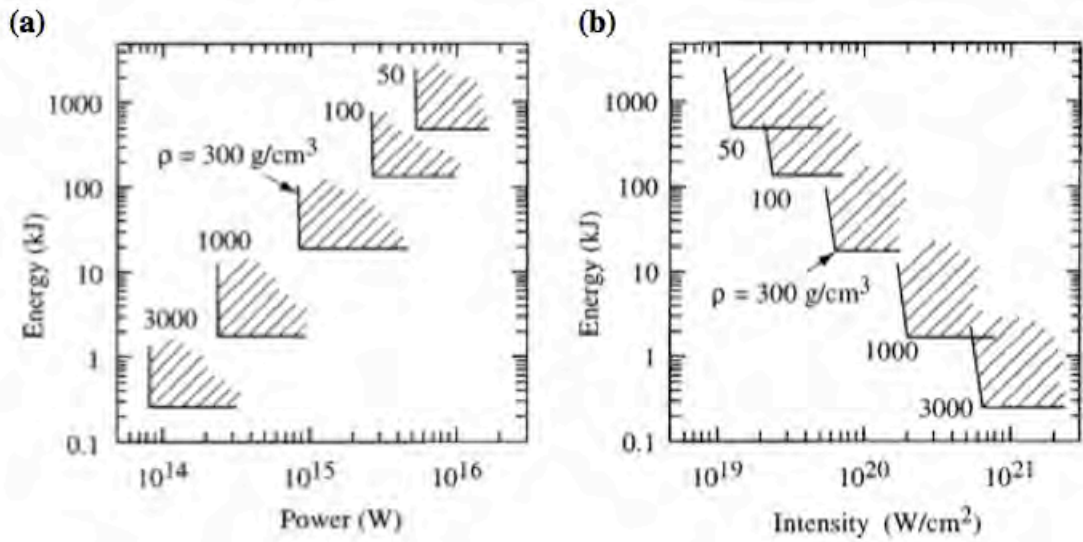 (a)
50
1000
100
ρ = 300 g/cm³
100
1000
10
3000
1
0.1
10¹⁴ 10¹⁵ 10¹⁶
Energy (kJ)
Power (W)
(b)
1000
50
100
100
10
ρ = 300 g/cm³
1000
1
3000
0.1
10¹⁹ 10²⁰ 10²¹
Energy (kJ)
Intensity (W/cm²)